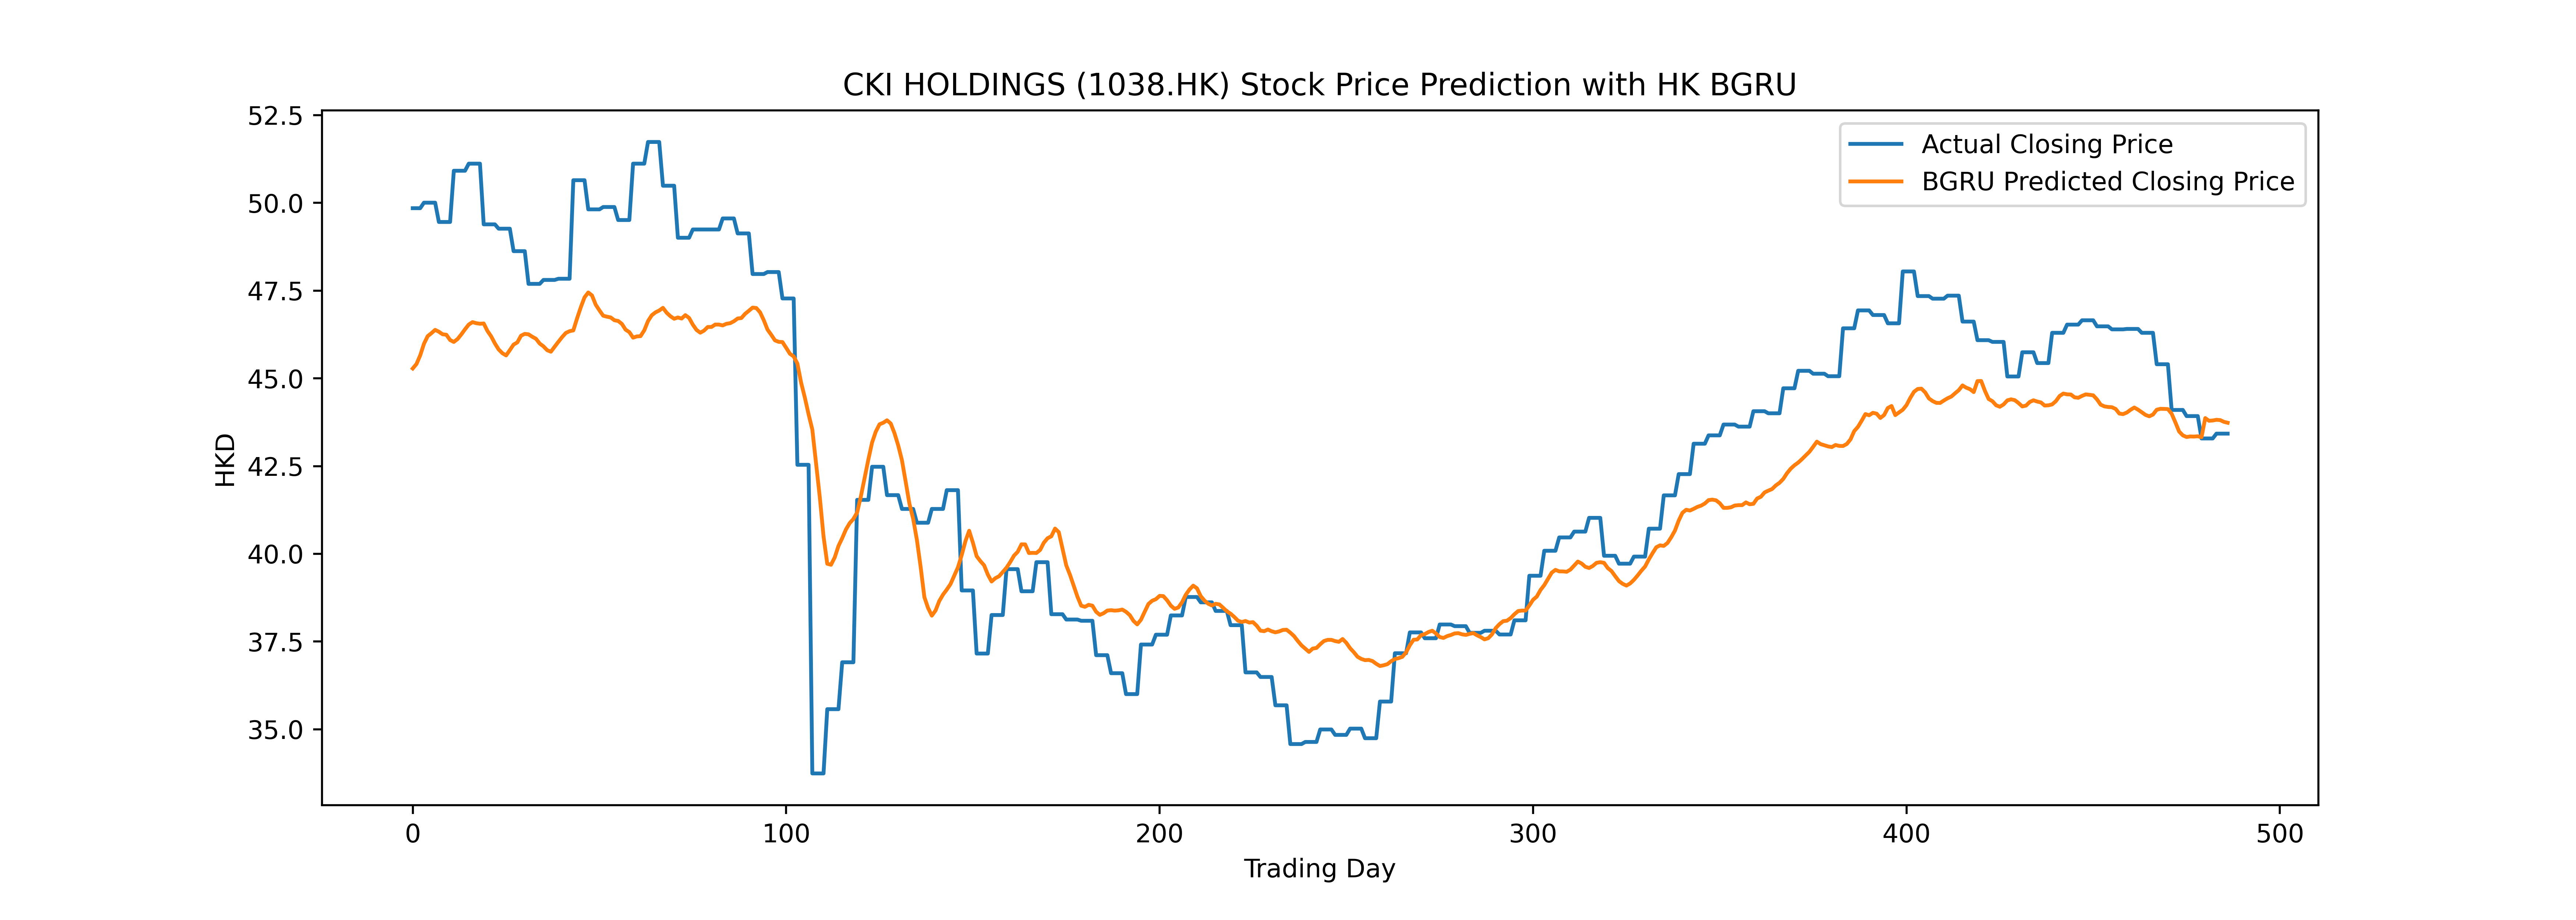 CKI HOLDINGS (1038.HK) Stock Price Prediction with HK BGRU
52.5
50.0
47.5
45.0
42.5
40.0
37.5
35.0
HKD
Actual Closing Price
BGRU Predicted Closing Price
0 100 200 300 400 500
Trading Day